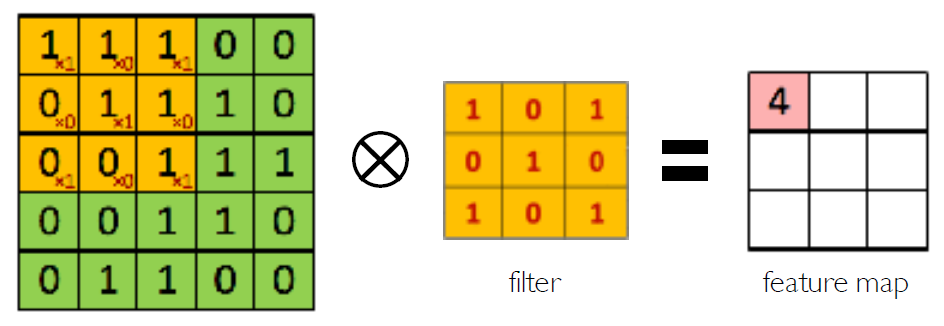 1×1 1×0 1×1 0 0
0×0 1×1 1×0 1 0
0×1 0×0 1×1 1 1
0 0 1 1 0
0 1 1 0 0
1 0 1
0 1 0
1 0 1
filter
4
feature map